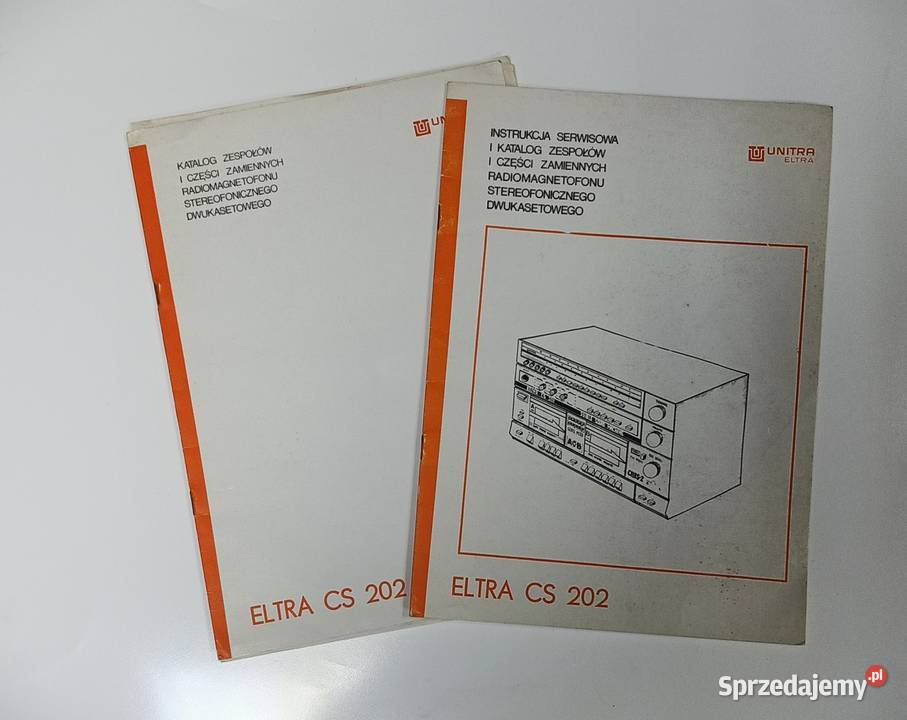 KATALOG ZESPOŁÓW
I CZĘŚCI ZAMIENNYCH
RADIOMAGNETOFONU
STEREOFONICZNEGO
DWUKASETOWEGO
ELTRA CS 202
INSTRUKCJA SERWISOWA
I KATALOG ZESPOŁÓW
I CZĘŚCI ZAMIENNYCH
RADIOMAGNETOFONU
STEREOFONICZNEGO
DWUKASETOWEGO
UNITRA
ELTRA
ELTRA CS 202
Sprzedajemy.pl